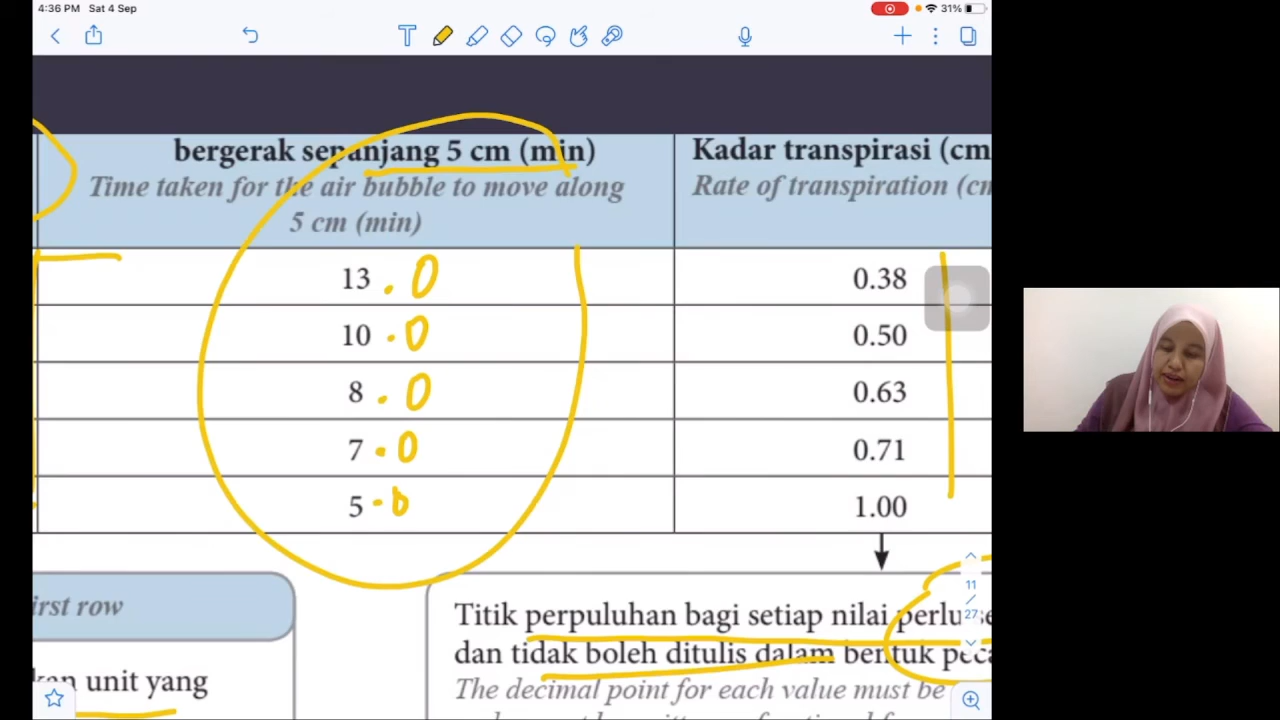 4:36 PM Sat 4 Sep 31%
bergerak sepanjang 5 cm (min) Kadar transpirasi (cm
Time taken for the air bubble to move along Rate of transpiration (cm
5 cm (min)
13 .0 0.38
10 .0 0.50
8 .0 0.63
7 .0 0.71
5 .0 1.00
11
/
27
irst row
Titik perpuluhan bagi setiap nilai perlu
dan tidak boleh ditulis dalam bentuk
unit yang
The decimal point for each value must be